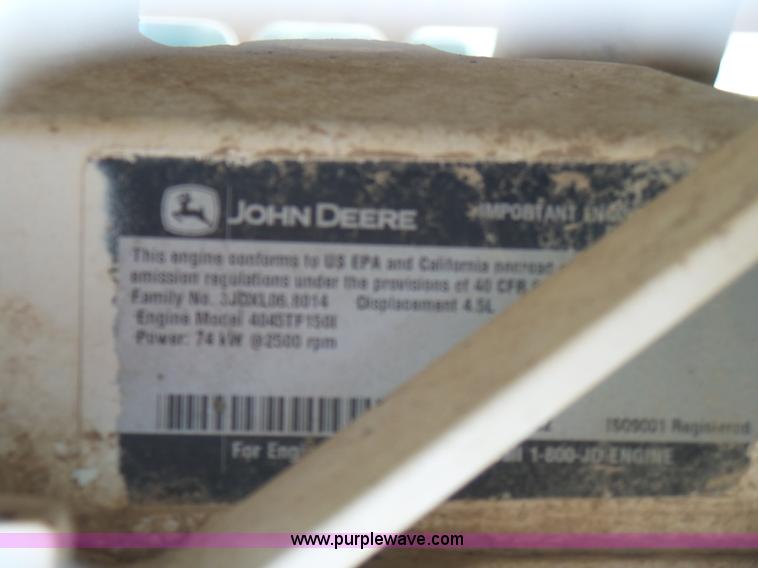 JOHN DEERE
IMPORTANT
This engine conforms to US EPA and California nonroad
emission regulations under the provisions of 40 CFR
Family No. 3JDXL06.8014 Displacement 4.5L
Engine Model 4045TF150
Power: 74 kW @2500 rpm
ISO9001 Registered
For 1-800-JD-ENGINE
www.purplewave.com